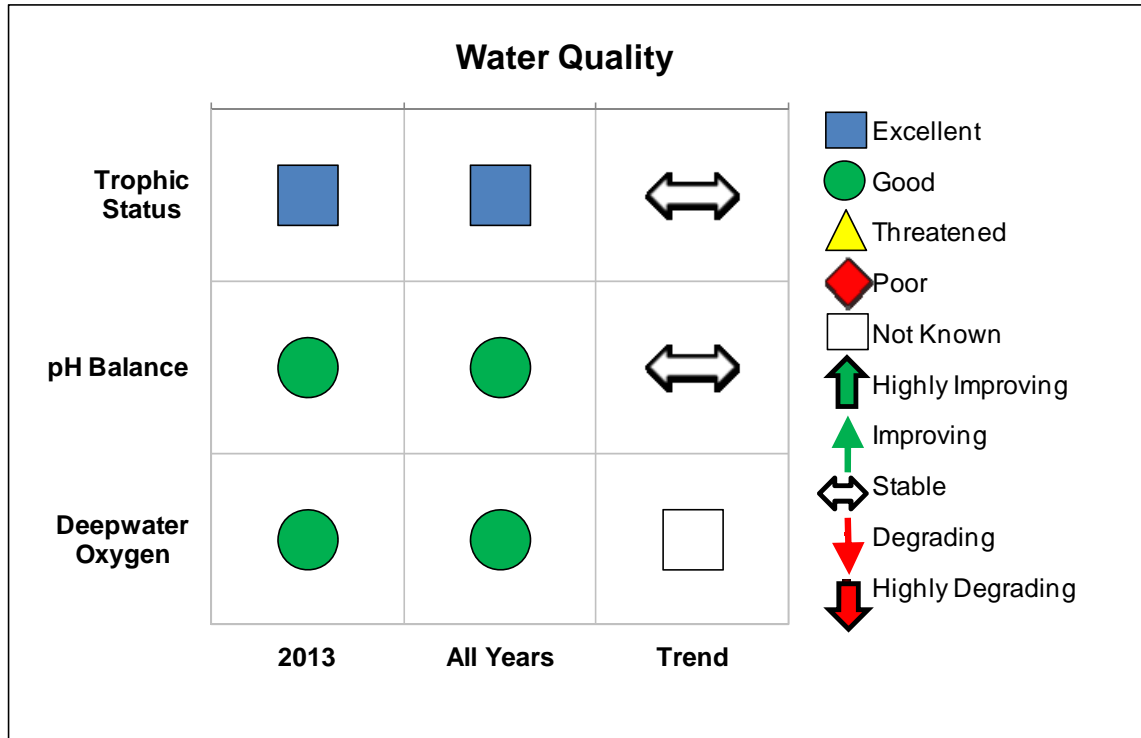 Water Quality
Trophic
Status
pH Balance
Deepwater
Oxygen
2013
All Years
Trend
Excellent
Good
Threatened
Poor
Not Known
Highly Improving
Improving
Stable
Degrading
Highly Degrading